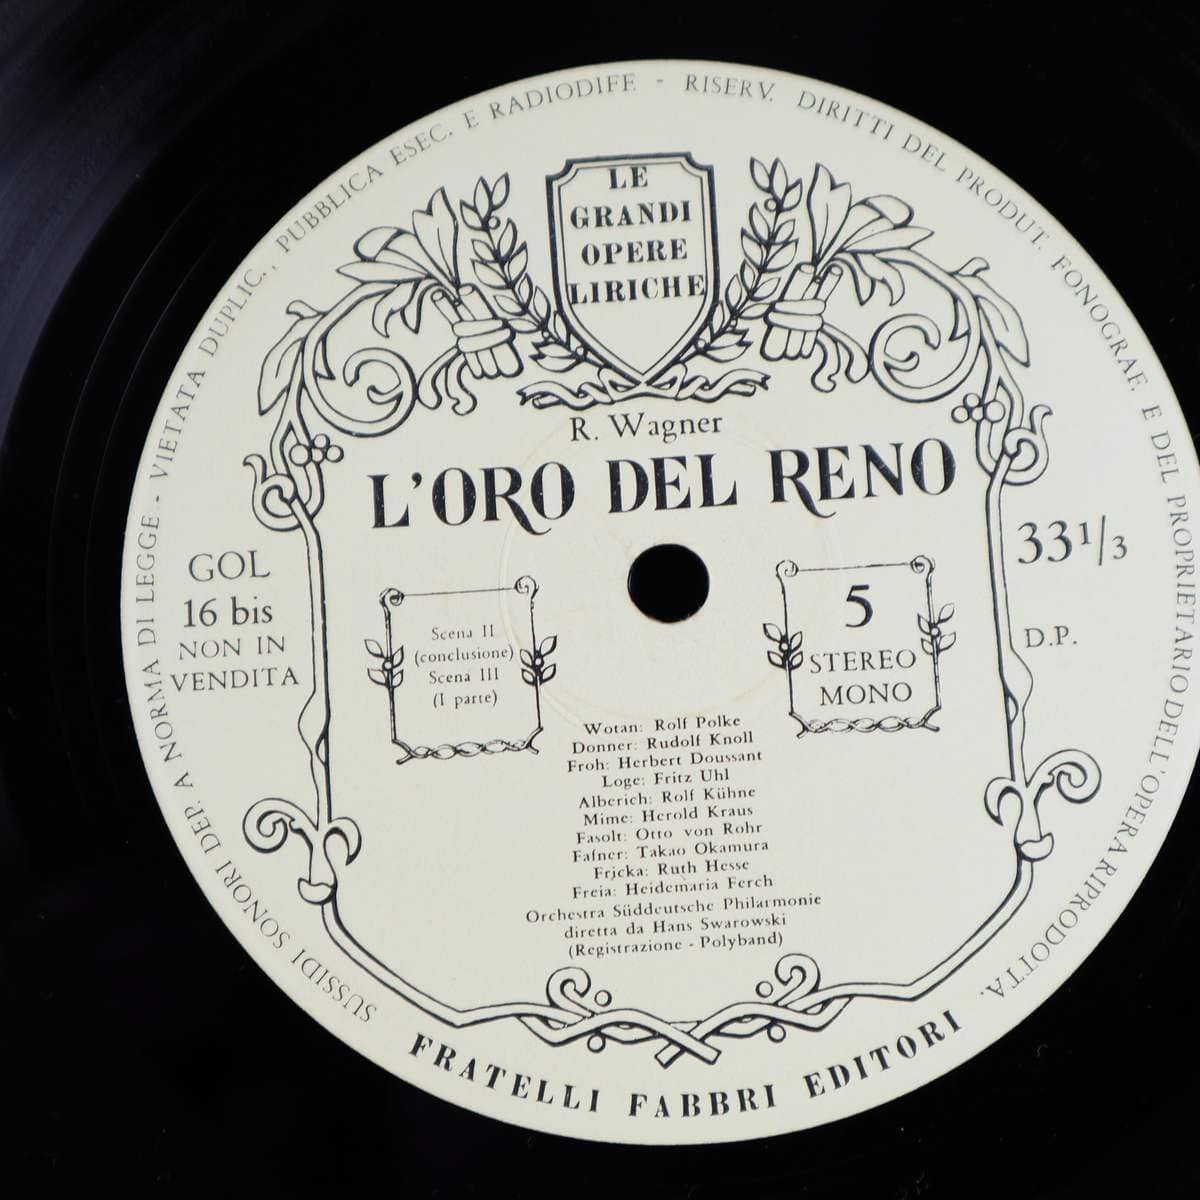 SUSSIDI SONORI DEP. A NORMA DI LEGGE - VIETATA DUPLIC., PUBBLICA ESEC. E RADIODIFF. - RISERV. DIRITTI DEL PRODUT. FONOGRAF. E DEL PROPRIETARIO DELL'OPERA RIPRODOTTA.
LE
GRANDI
OPERE
LIRICHE
R. Wagner
L'ORO DEL RENO
GOL
16 bis
NON IN
VENDITA
Scena II
(conclusione)
Scena III
(I parte)
5
STEREO
MONO
33 1/3
D.P.
Wotan: Rolf Polke
Donner: Rudolf Knoll
Froh: Herbert Doussant
Loge: Fritz Uhl
Alberich: Rolf Kühne
Mime: Herold Kraus
Fasolt: Otto von Rohr
Fafner: Takao Okamura
Fricka: Ruth Hesse
Freia: Heidemaria Ferch
Orchestra Süddeutsche Philarmonie
diretta da Hans Swarowski
(Registrazione - Polyband)
FRATELLI FABBRI EDITORI